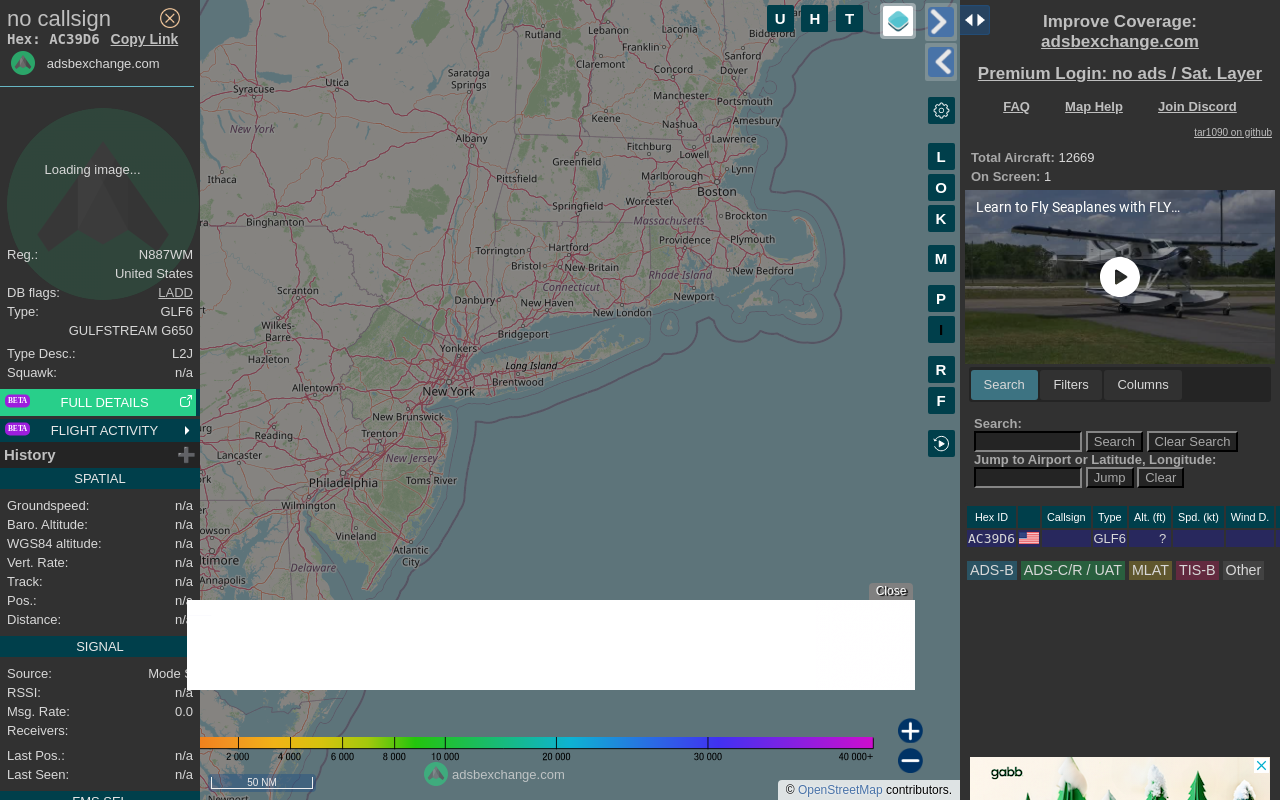 no callsign
Hex: AC39D6 Copy Link
adsbexchange.com
Loading image...
Reg.: N887WM
United States
DB flags: LADD
Type: GLF6
GULFSTREAM G650
Type Desc.: L2J
Squawk: n/a
BETA FULL DETAILS
BETA FLIGHT ACTIVITY
History
SPATIAL
Groundspeed: n/a
Baro. Altitude: n/a
WGS84 altitude: n/a
Vert. Rate: n/a
Track: n/a
Pos.: n/a
Distance: n/a
SIGNAL
Source: Mode S
RSSI: n/a
Msg. Rate: 0.0
Receivers:
Last Pos.: n/a
Last Seen: n/a
FMS SEL
U H T
L
O
K
M
P
I
R
F
Rutland
Lebanon
Laconia
Biddeford
Franklin
Claremont
Sanford
Concord
Dover
Saratoga Springs
Utica
Syracuse
Manchester
Portsmouth
Keene
Nashua
Amesbury
New York
Albany
Lawrence
Fitchburg
Lowell
Greenfield
Lynn
Ithaca
Pittsfield
Marlborough
Boston
Worcester
Springfield
Massachusetts
Brockton
Binghamton
Providence
Plymouth
Torrington
Hartford
Bristol
New Britain
New Bedford
Rhode Island
Connecticut
Scranton
Danbury
New Haven
Newport
New London
Wilkes-Barre
Bridgeport
Hazleton
Yonkers
Long Island
Brentwood
Allentown
New York
New Brunswick
Reading
Trenton
Lancaster
New Jersey
Philadelphia
Toms River
Wilmington
Vineland
Atlantic City
Annapolis
Delaware
Close
2 000 4 000 6 000 8 000 10 000 20 000 30 000 40 000+
50 NM
adsbexchange.com
© OpenStreetMap contributors.
Improve Coverage:
adsbexchange.com
Premium Login: no ads / Sat. Layer
FAQ Map Help Join Discord
tar1090 on github
Total Aircraft: 12669
On Screen: 1
Learn to Fly Seaplanes with FLY...
Search Filters Columns
Search:
Search Clear Search
Jump to Airport or Latitude, Longitude:
Jump Clear
Hex ID Callsign Type Alt. (ft) Spd. (kt) Wind D.
AC39D6 GLF6 ?
ADS-B ADS-C/R / UAT MLAT TIS-B Other
gabb